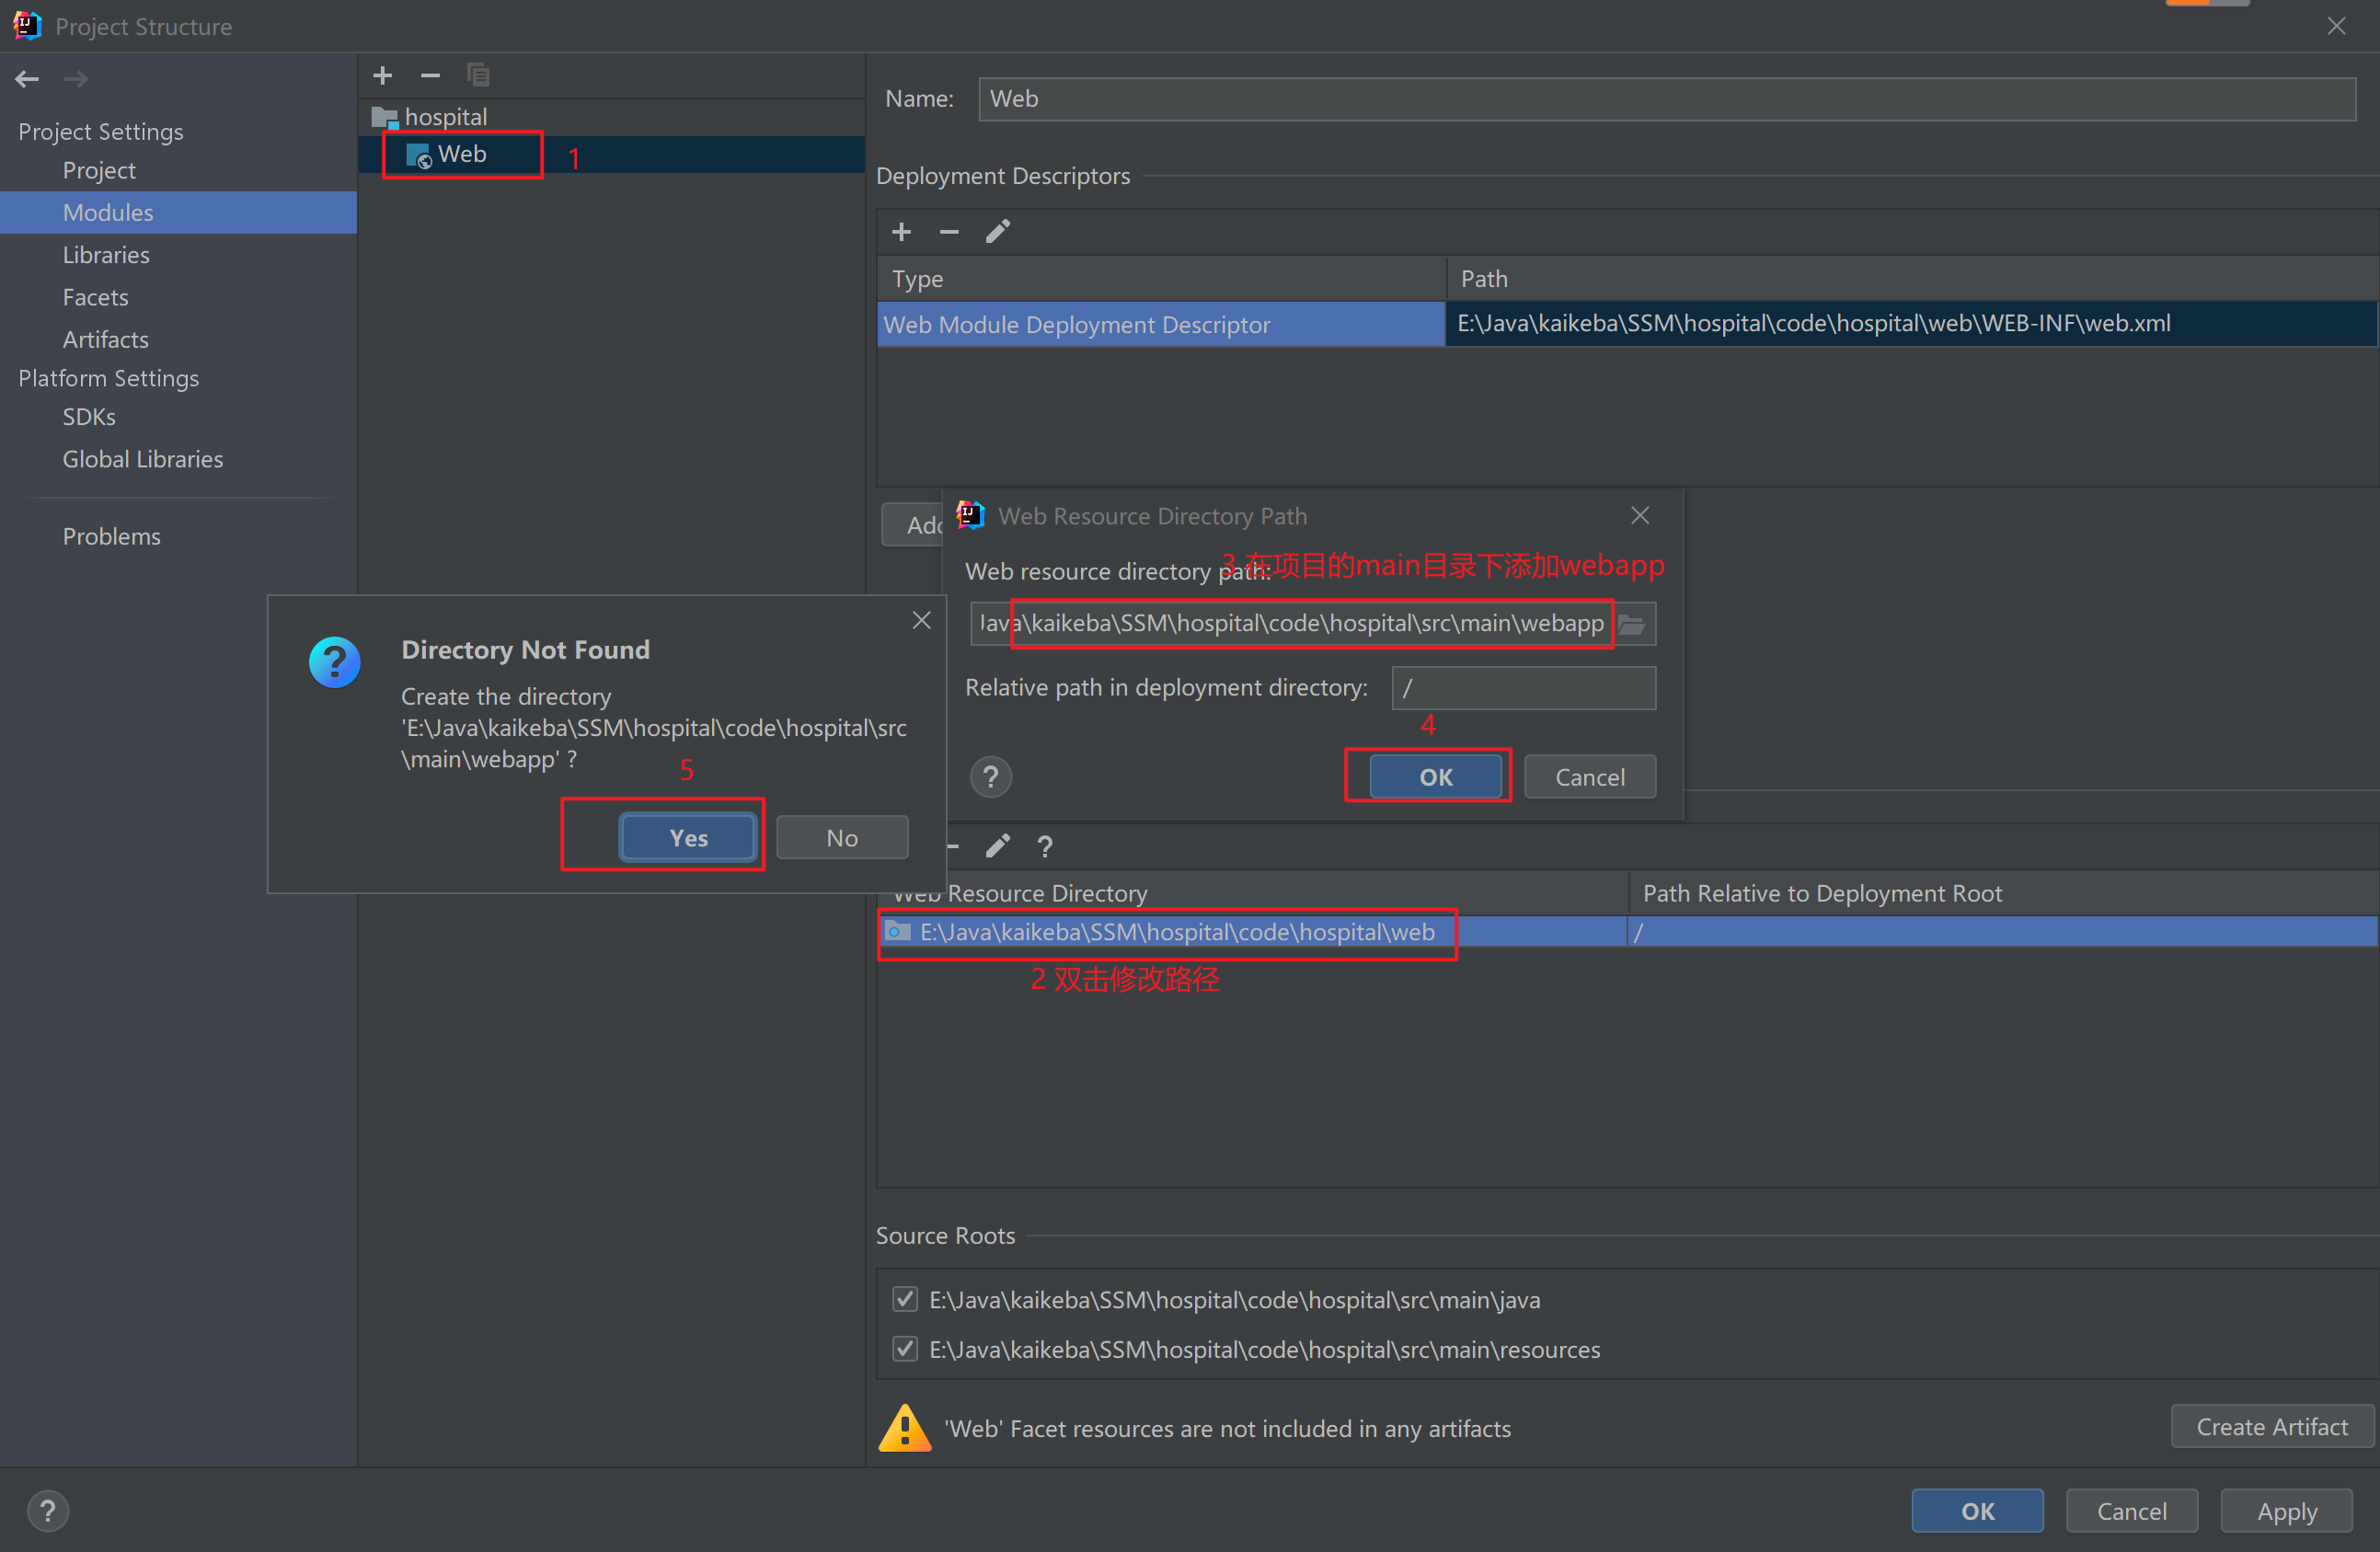 Project Structure
Project Settings
Project
Modules
Libraries
Facets
Artifacts
Platform Settings
SDKs
Global Libraries
Problems
hospital
Web
1
Name:
Web
Deployment Descriptors
Type
Path
Web Module Deployment Descriptor
E:\Java\kaikeba\SSM\hospital\code\hospital\web\WEB-INF\web.xml
Web Resource Directory Path
3 在项目的main目录下添加webapp
Web resource directory path:
Java\kaikeba\SSM\hospital\code\hospital\src\main\webapp
Relative path in deployment directory:
/
4
OK
Cancel
Directory Not Found
Create the directory
'E:\Java\kaikeba\SSM\hospital\code\hospital\src
\main\webapp' ?
5
Yes
No
Web Resource Directory
Path Relative to Deployment Root
E:\Java\kaikeba\SSM\hospital\code\hospital\web
/
2 双击修改路径
Source Roots
E:\Java\kaikeba\SSM\hospital\code\hospital\src\main\java
E:\Java\kaikeba\SSM\hospital\code\hospital\src\main\resources
'Web' Facet resources are not included in any artifacts
Create Artifact
OK
Cancel
Apply